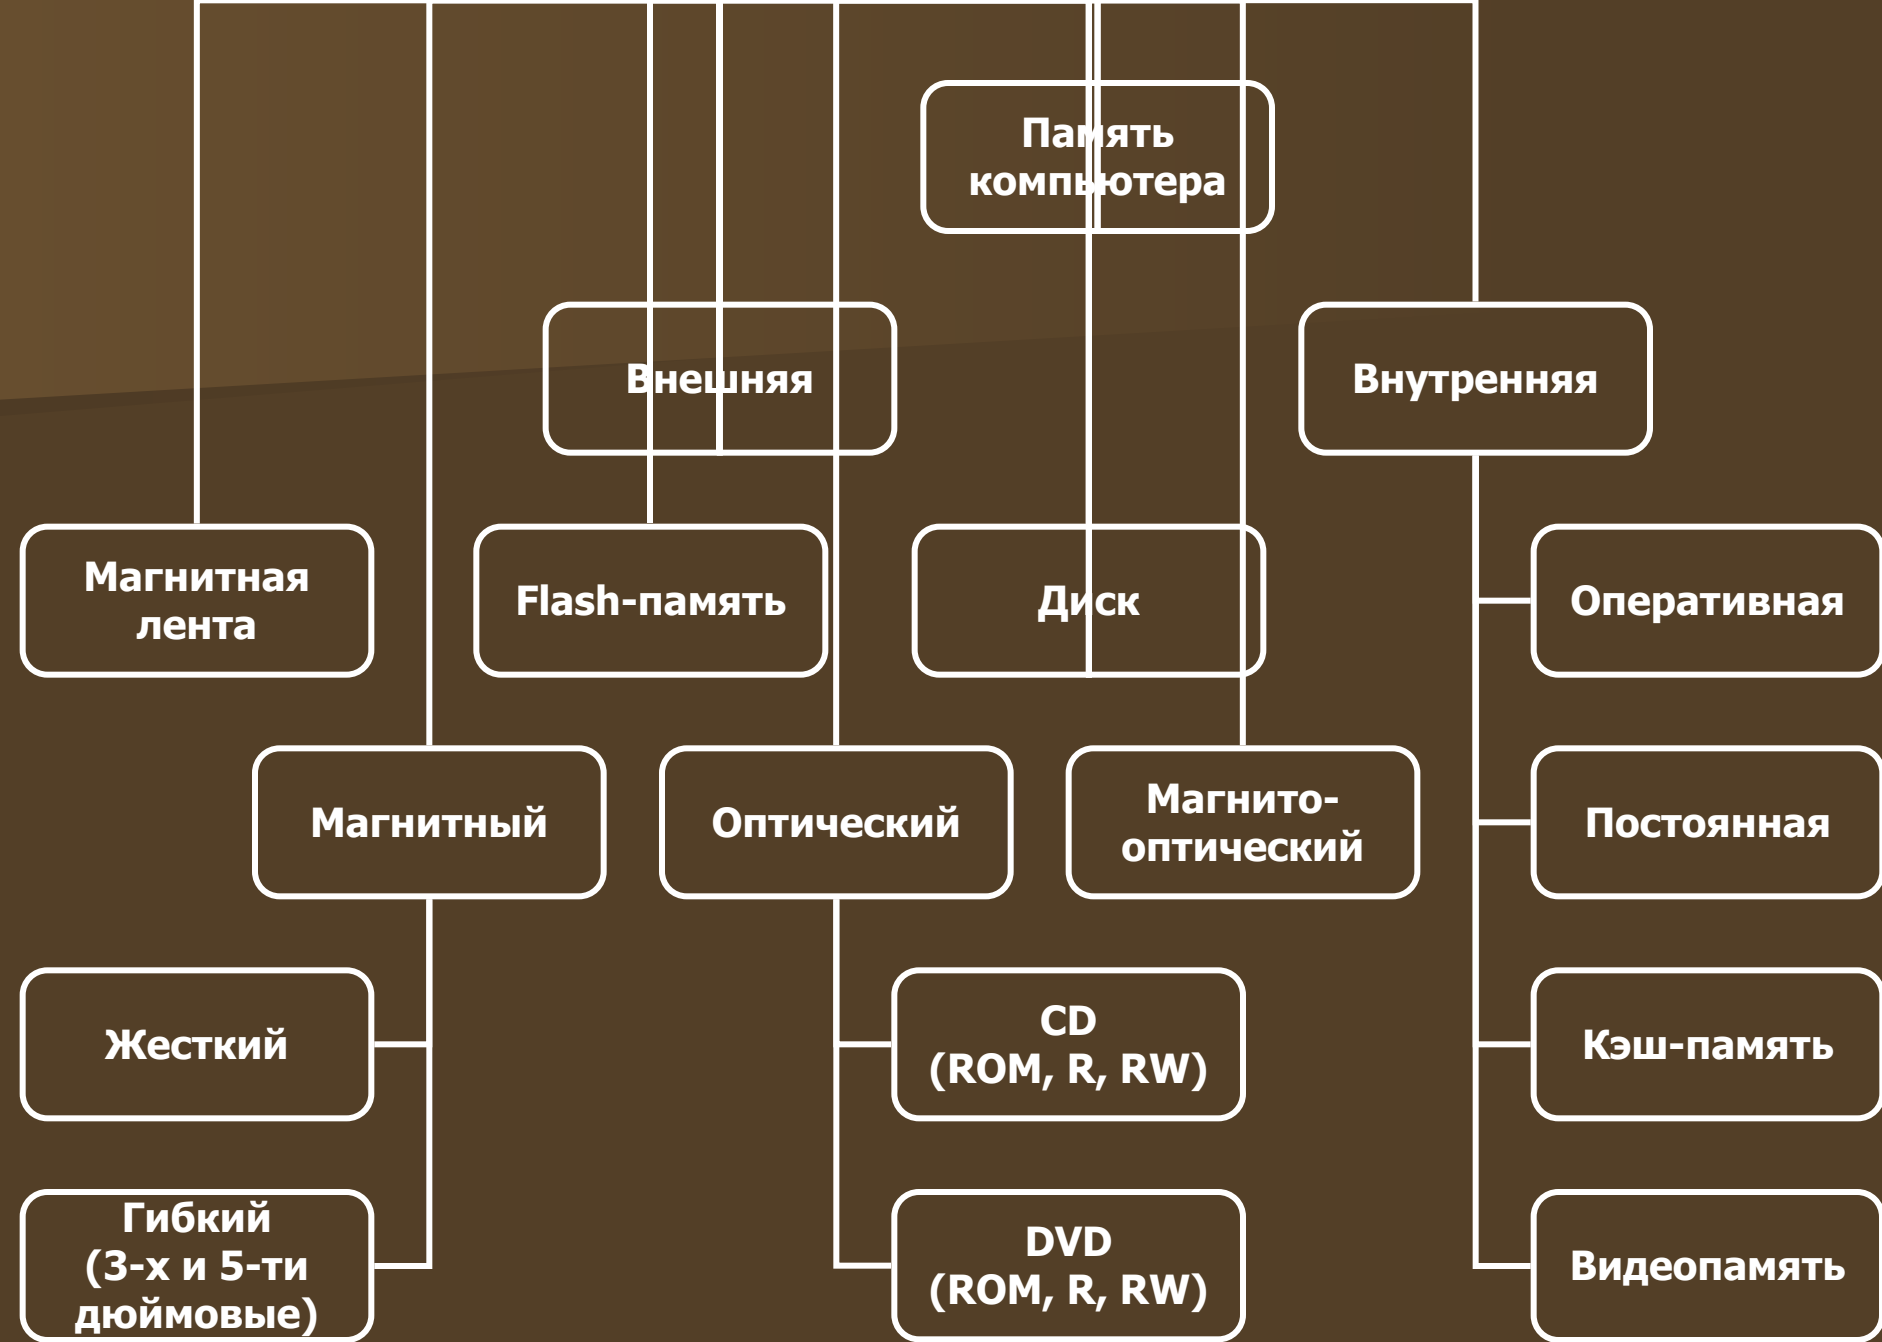 Память
компьютера
Внешняя
Внутренняя
Магнитная
лента
Flash-память
Диск
Оперативная
Магнитный
Оптический
Магнито-
оптический
Постоянная
Жесткий
CD
(ROM, R, RW)
Кэш-память
Гибкий
(3-х и 5-ти
дюймовые)
DVD
(ROM, R, RW)
Видеопамять